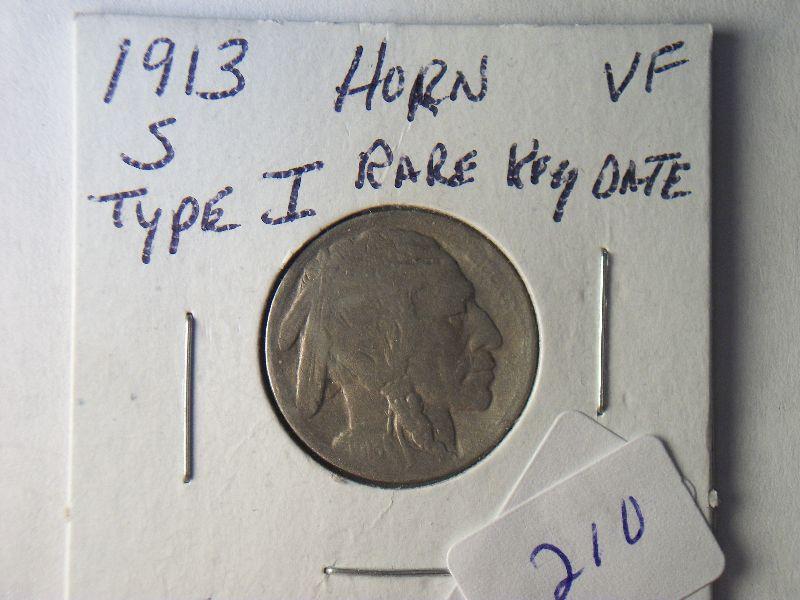 1913 HORN VF
S
TYPE I RARE KEY DATE
210